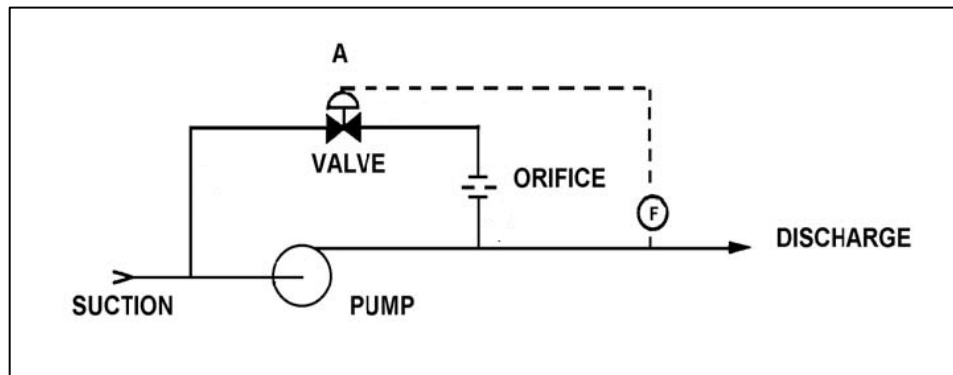 A
VALVE
ORIFICE
F
DISCHARGE
SUCTION
PUMP